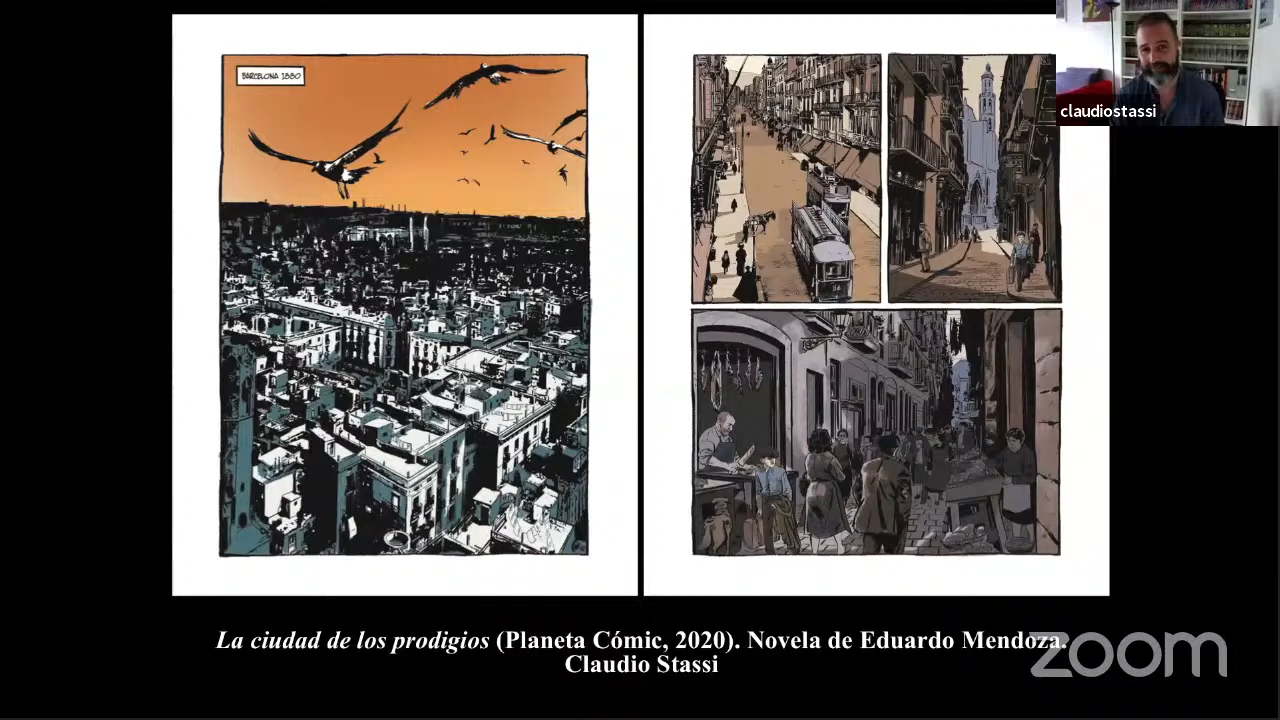 BARCELONA 1880
claudiostassi
La ciudad de los prodigios (Planeta Cómic, 2020). Novela de Eduardo Mendoza.
Claudio Stassi
zoom